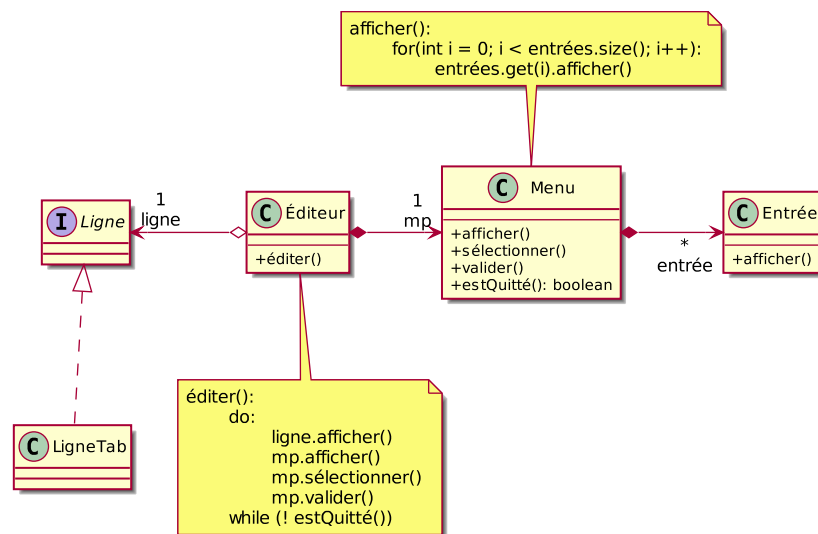 afficher():
for(int i = 0; i < entrées.size(); i++):
entrées.get(i).afficher()
I Ligne
1
ligne
C Éditeur
+éditer()
1
mp
C Menu
+afficher()
+sélectionner()
+valider()
+estQuitté(): boolean
*
entrée
C Entrée
+afficher()
C LigneTab
éditer():
do:
ligne.afficher()
mp.afficher()
mp.sélectionner()
mp.valider()
while (! estQuitté())